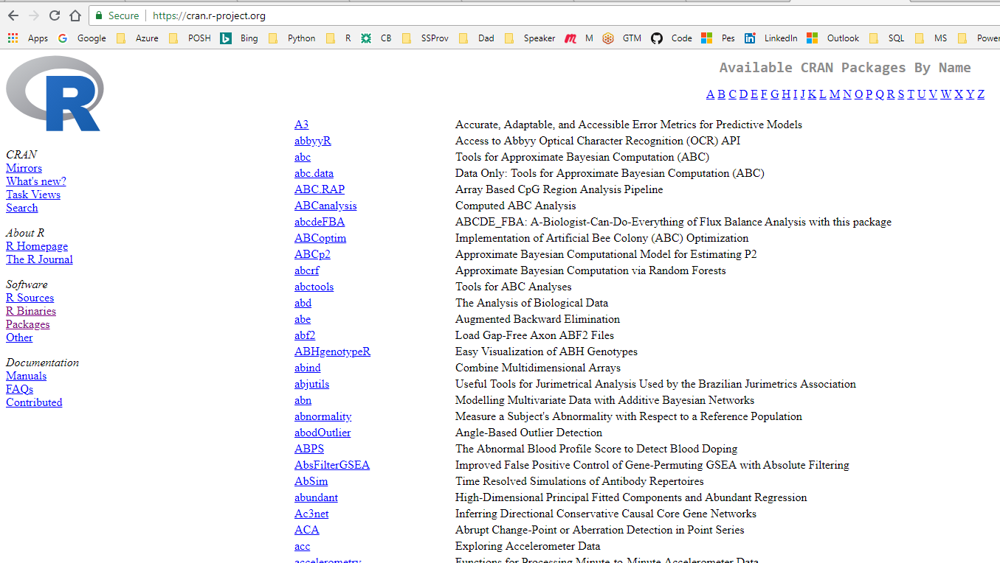 Secure https://cran.r-project.org
Apps Google Azure POSH Bing Python R CB SSProv Dad Speaker M GTM Code Pes LinkedIn Outlook SQL MS Power
R
CRAN
Mirrors
What's new?
Task Views
Search
About R
R Homepage
The R Journal
Software
R Sources
R Binaries
Packages
Other
Documentation
Manuals
FAQs
Contributed
Available CRAN Packages By Name
A B C D E F G H I J K L M N O P Q R S T U V W X Y Z
A3 Accurate, Adaptable, and Accessible Error Metrics for Predictive Models
abbyyR Access to Abbyy Optical Character Recognition (OCR) API
abc Tools for Approximate Bayesian Computation (ABC)
abc.data Data Only: Tools for Approximate Bayesian Computation (ABC)
ABC.RAP Array Based CpG Region Analysis Pipeline
ABCanalysis Computed ABC Analysis
abcdeFBA ABCDE_FBA: A-Biologist-Can-Do-Everything of Flux Balance Analysis with this package
ABCoptim Implementation of Artificial Bee Colony (ABC) Optimization
ABCp2 Approximate Bayesian Computational Model for Estimating P2
abcrf Approximate Bayesian Computation via Random Forests
abctools Tools for ABC Analyses
abd The Analysis of Biological Data
abe Augmented Backward Elimination
abf2 Load Gap-Free Axon ABF2 Files
ABHgenotypeR Easy Visualization of ABH Genotypes
abind Combine Multidimensional Arrays
abjutils Useful Tools for Jurimetrical Analysis Used by the Brazilian Jurimetrics Association
abn Modelling Multivariate Data with Additive Bayesian Networks
abnormality Measure a Subject's Abnormality with Respect to a Reference Population
abodOutlier Angle-Based Outlier Detection
ABPS The Abnormal Blood Profile Score to Detect Blood Doping
AbsFilterGSEA Improved False Positive Control of Gene-Permuting GSEA with Absolute Filtering
AbSim Time Resolved Simulations of Antibody Repertoires
abundant High-Dimensional Principal Fitted Components and Abundant Regression
Ac3net Inferring Directional Conservative Causal Core Gene Networks
ACA Abrupt Change-Point or Aberration Detection in Point Series
acc Exploring Accelerometer Data
accelerometry Functions for Processing Minute-to-Minute Accelerometer Data